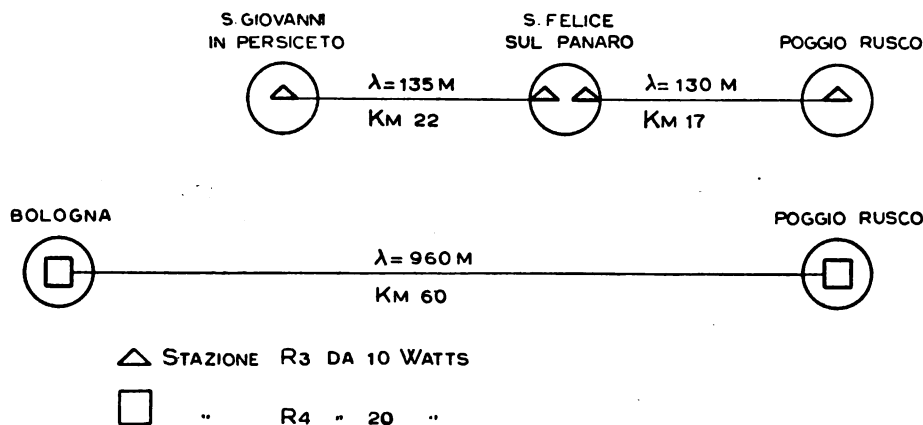 S. GIOVANNI
IN PERSICETO
S. FELICE
SUL PANARO
POGGIO RUSCO
λ= 135 M
KM 22
λ= 130 M
KM 17
BOLOGNA
POGGIO RUSCO
λ= 960 M
KM 60
STAZIONE R3 DA 10 WATTS
" R4 " 20 "